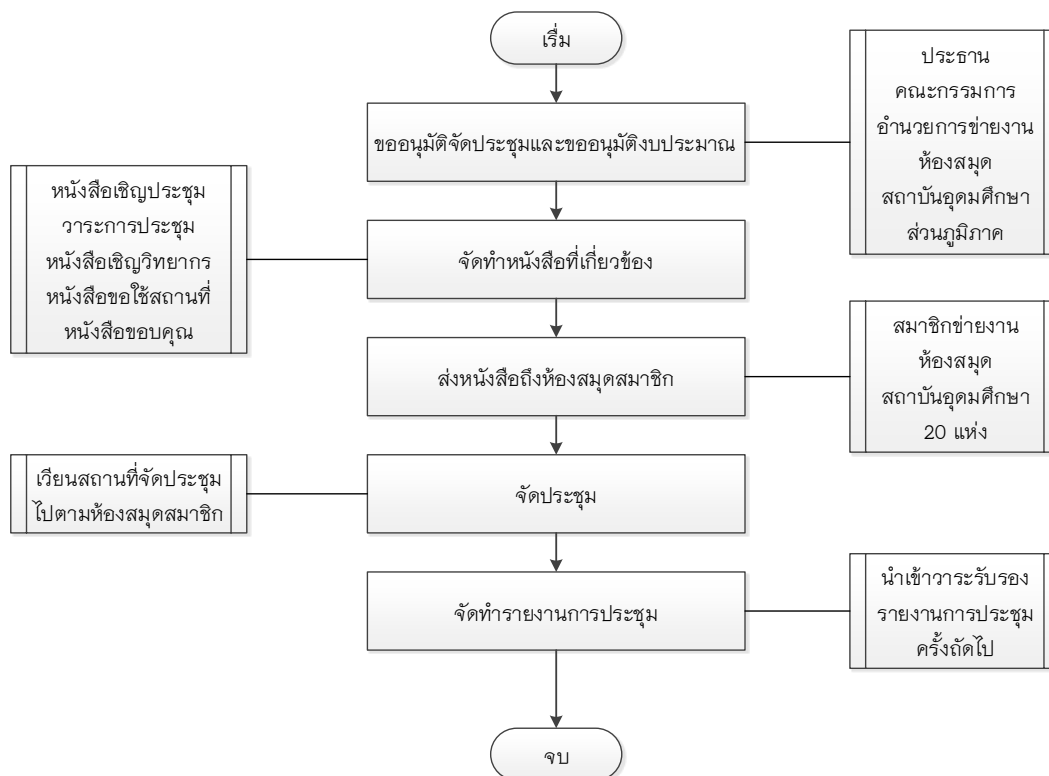 เริ่ม
ประธาน
คณะกรรมการ
อำนวยการข่ายงาน
ห้องสมุด
สถาบันอุดมศึกษา
ส่วนภูมิภาค
ขออนุมัติจัดประชุมและขออนุมัติงบประมาณ
หนังสือเชิญประชุม
วาระการประชุม
หนังสือเชิญวิทยากร
หนังสือขอใช้สถานที่
หนังสือขอบคุณ
จัดทำหนังสือที่เกี่ยวข้อง
สมาชิกข่ายงาน
ห้องสมุด
สถาบันอุดมศึกษา
20 แห่ง
ส่งหนังสือถึงห้องสมุดสมาชิก
เวียนสถานที่จัดประชุม
ไปตามห้องสมุดสมาชิก
จัดประชุม
นำเข้าวาระรับรอง
รายงานการประชุม
ครั้งถัดไป
จัดทำรายงานการประชุม
จบ